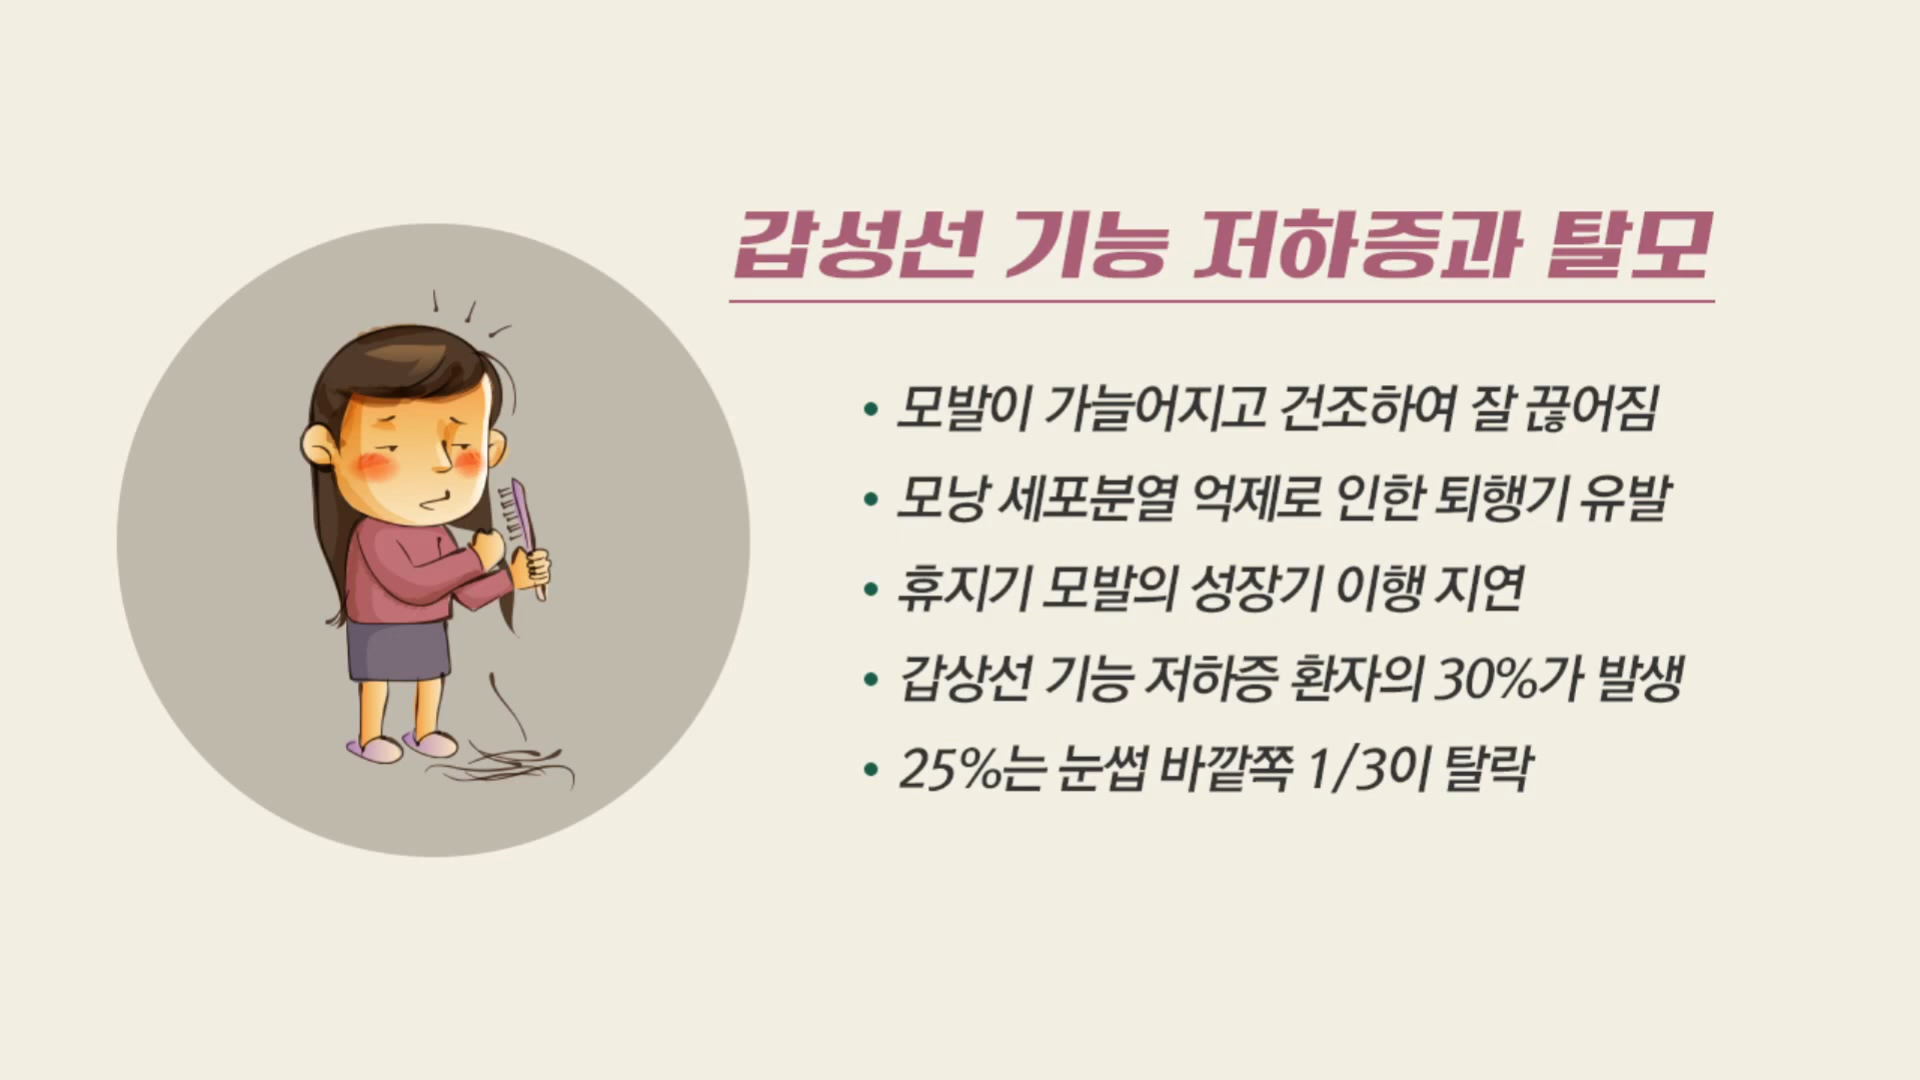 갑성선 기능 저하증과 탈모
• 모발이 가늘어지고 건조하여 잘 끊어짐
• 모낭 세포분열 억제로 인한 퇴행기 유발
• 휴지기 모발의 성장기 이행 지연
• 갑상선 기능 저하증 환자의 30%가 발생
• 25%는 눈썹 바깥쪽 1/3이 탈락